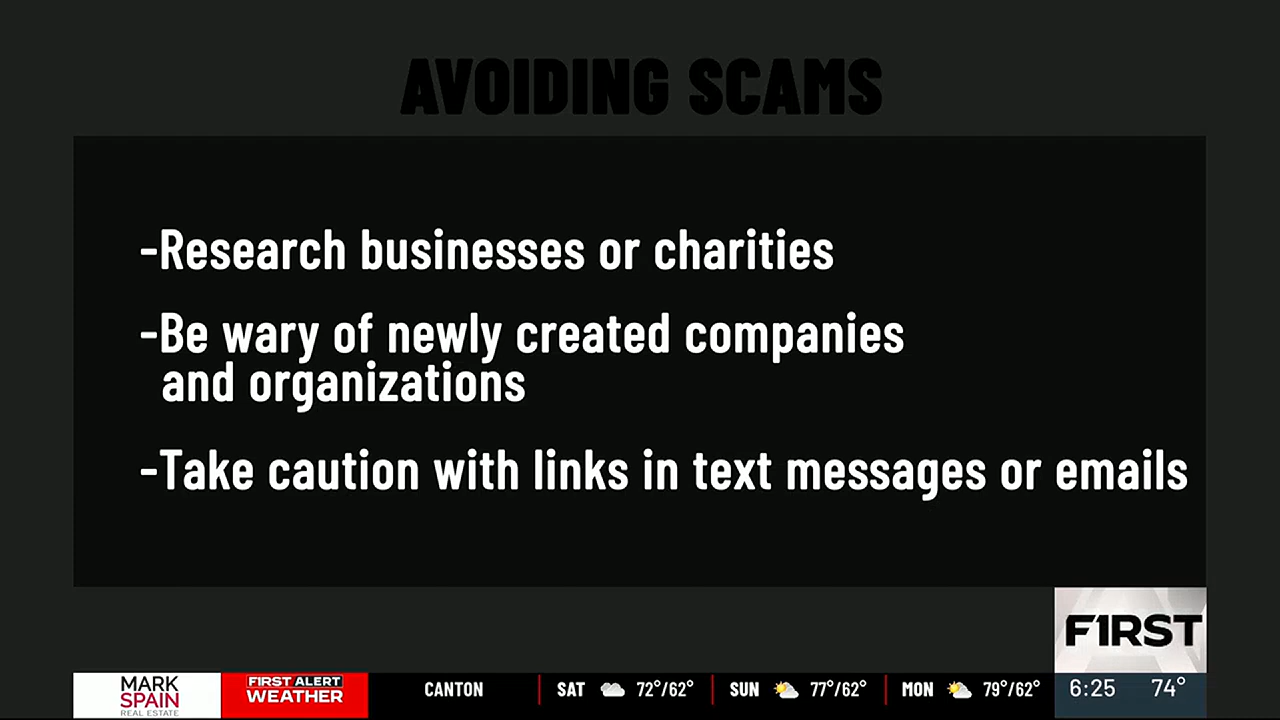 AVOIDING SCAMS
-Research businesses or charities
-Be wary of newly created companies
and organizations
-Take caution with links in text messages or emails
F1RST
MARK
SPAIN
REAL ESTATE
FIRST ALERT
WEATHER
CANTON
SAT 72°/62°
SUN 77°/62°
MON 79°/62°
6:25 74°